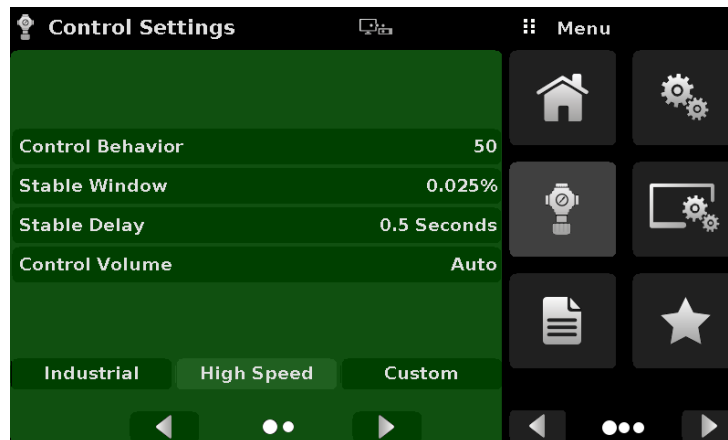 Control Settings
Menu
Control Behavior 50
Stable Window 0.025%
Stable Delay 0.5 Seconds
Control Volume Auto
Industrial High Speed Custom